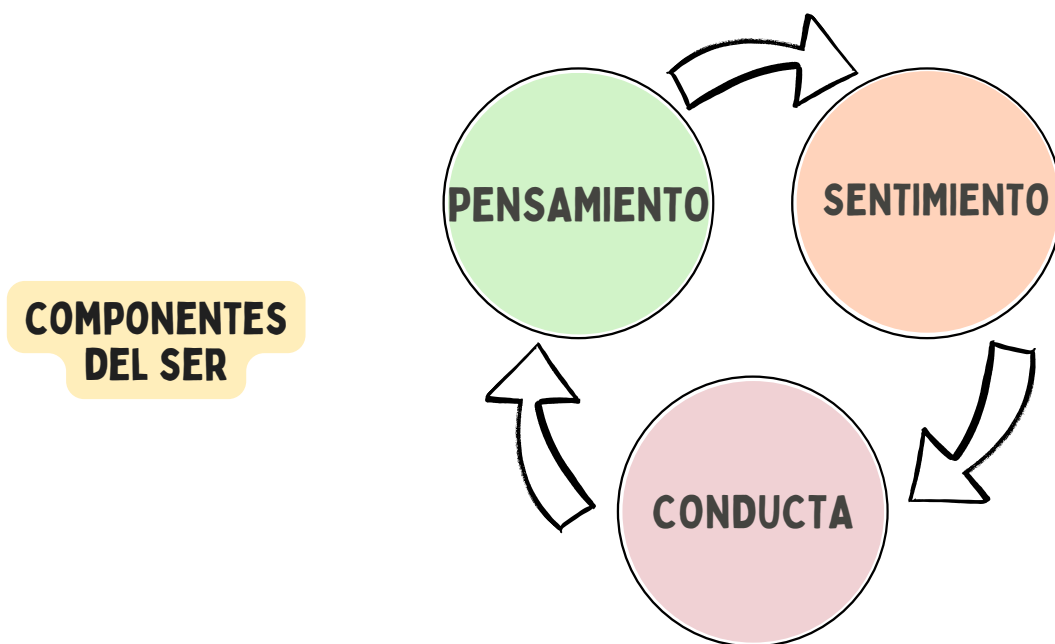 PENSAMIENTO
SENTIMIENTO
COMPONENTES
DEL SER
CONDUCTA